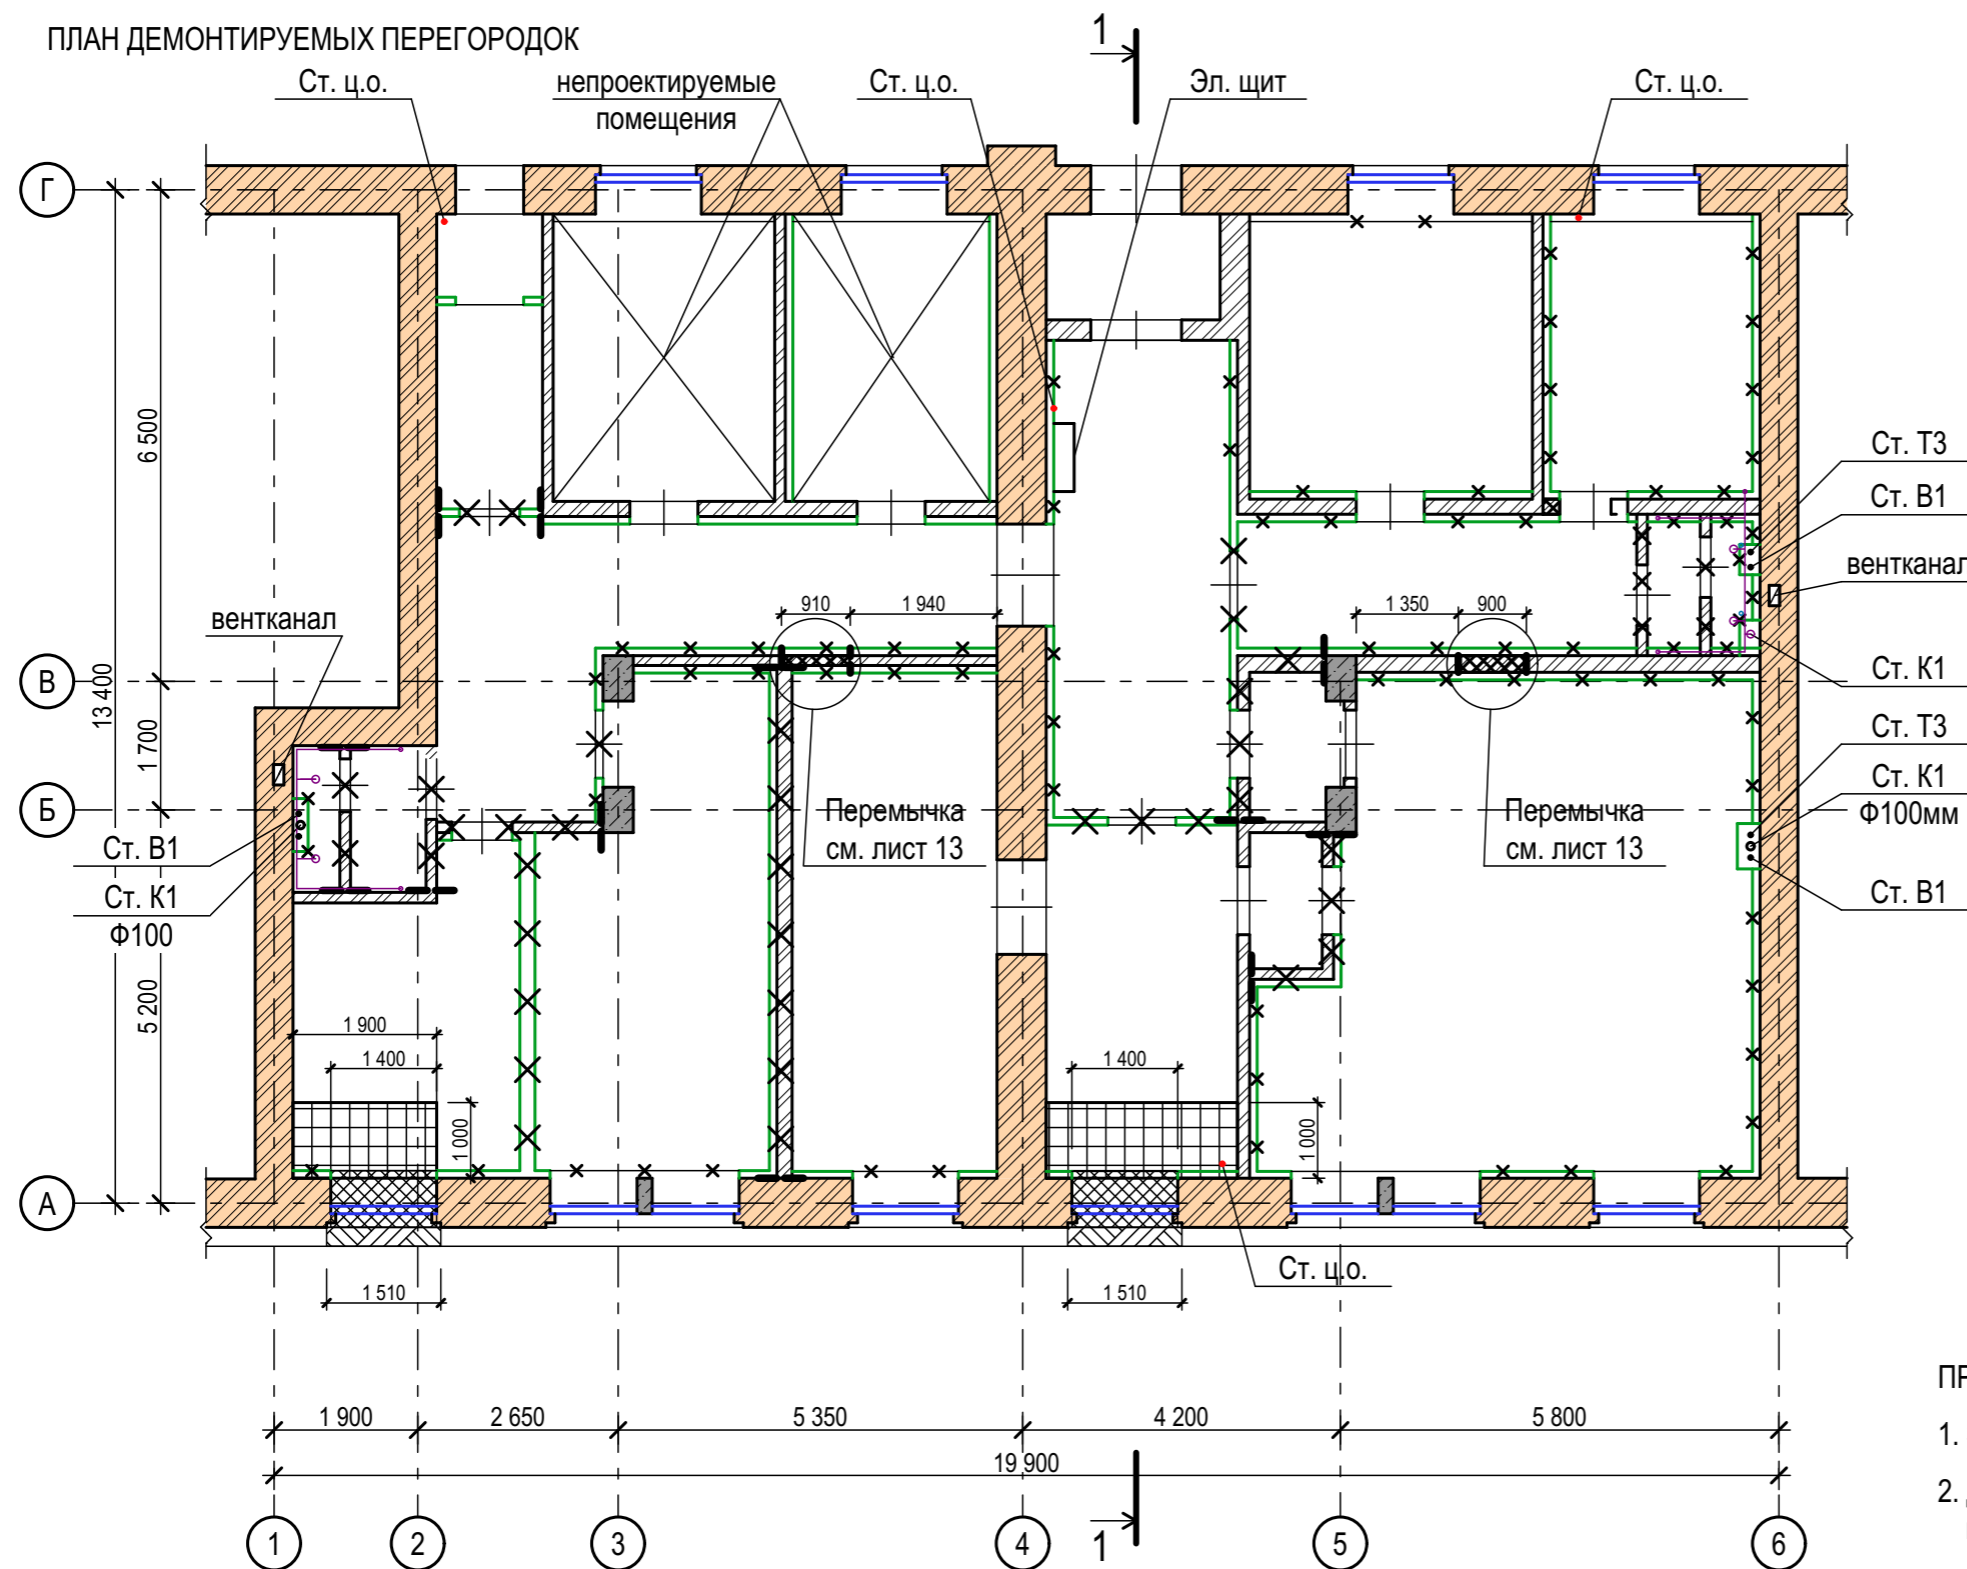 ПЛАН ДЕМОНТИРУЕМЫХ ПЕРЕГОРОДОК
1
Ст. ц.о.
непроектируемые
помещения
Ст. ц.о.
Эл. щит
Ст. ц.о.
Г
6 500
13 400
1 700
5 200
В
Б
А
вентканал
910
1 940
1 350
900
Ст. Т3
Ст. В1
вентканал
Ст. К1
Ст. Т3
Ст. К1
Ф100мм
Ст. В1
Перемычка
см. лист 13
Перемычка
см. лист 13
Ст. В1
Ст. К1
Ф100
1 900
1 400
1 000
1 400
1 000
Ст. ц.о.
1 510
1 510
1 900
2 650
5 350
4 200
5 800
19 900
1
2
3
4
1
5
6
1.
2.